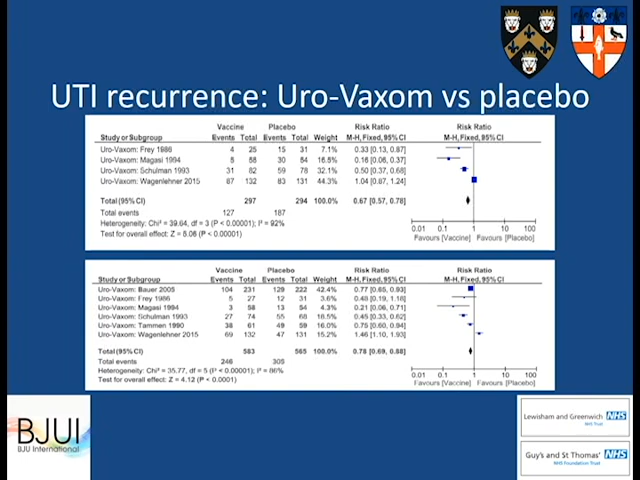 UTI recurrence: Uro-Vaxom vs placebo
Vaccine Placebo Risk Ratio Risk Ratio
Study or Subgroup Events Total Events Total Weight M-H, Fixed, 95% CI M-H, Fixed, 95% CI
Uro-Vaxom: Frey 1986 4 25 15 31 7.1% 0.33 [0.13, 0.87]
Uro-Vaxom: Magasi 1994 5 58 30 54 16.5% 0.16 [0.06, 0.37]
Uro-Vaxom: Schulman 1993 31 82 59 78 32.1% 0.50 [0.37, 0.68]
Uro-Vaxom: Wagenlehner 2015 87 132 83 131 44.3% 1.04 [0.87, 1.24]
Total (95% CI) 297 294 100.0% 0.67 [0.57, 0.78]
Total events 127 187
Heterogeneity: Chi² = 39.64, df = 3 (P < 0.00001); I² = 92%
Test for overall effect: Z = 5.06 (P < 0.00001)
0.01 0.1 1 10 100
Favours [Vaccine] Favours [Placebo]
Vaccine Placebo Risk Ratio Risk Ratio
Study or Subgroup Events Total Events Total Weight M-H, Fixed, 95% CI M-H, Fixed, 95% CI
Uro-Vaxom: Bauer 2005 104 231 129 222 42.4% 0.77 [0.65, 0.93]
Uro-Vaxom: Frey 1986 5 27 12 31 3.6% 0.48 [0.19, 1.18]
Uro-Vaxom: Magasi 1994 3 58 13 54 4.3% 0.21 [0.06, 0.71]
Uro-Vaxom: Schulman 1993 27 74 55 68 0.45 [0.33, 0.62]
Uro-Vaxom: Tammen 1990 38 61 49 59 0.75 [0.60, 0.94]
Uro-Vaxom: Wagenlehner 2015 69 132 47 131 1.46 [1.10, 1.93]
Total (95% CI) 583 565 100.0% 0.78 [0.69, 0.88]
Total events 246 305
Heterogeneity: Chi² = 35.77, df = 5 (P < 0.00001); I² = 86%
Test for overall effect: Z = 4.12 (P < 0.0001)
0.01 0.1 1 10 100
Favours [Vaccine] Favours [Placebo]
BJUI
BJU International
Lewisham and Greenwich NHS
NHS Trust
Guy's and St Thomas' NHS
NHS Foundation Trust